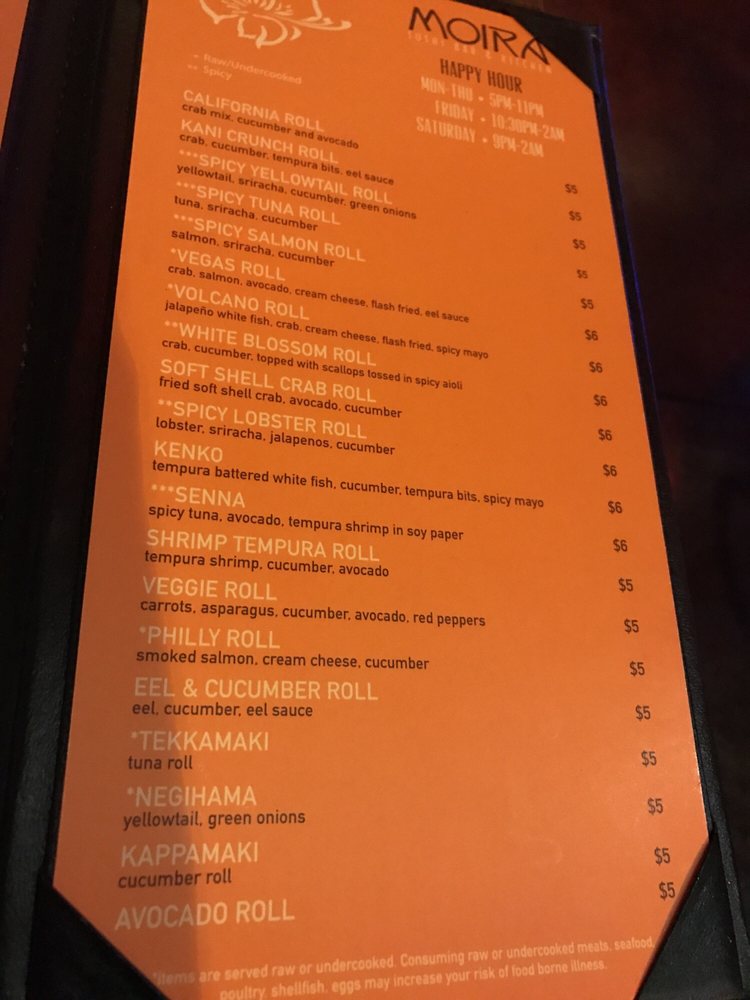 MOIRA
SUSHI BAR & KITCHEN
HAPPY HOUR
MON-THU • 5PM-11PM
FRIDAY • 10:30PM-2AM
SATURDAY • 9PM-2AM
* Raw/Undercooked
** Spicy
CALIFORNIA ROLL $5
crab mix, cucumber and avocado
KANI CRUNCH ROLL $5
crab, cucumber, tempura bits, eel sauce
***SPICY YELLOWTAIL ROLL $5
yellowtail, sriracha, cucumber, green onions
***SPICY TUNA ROLL $5
tuna, sriracha, cucumber
***SPICY SALMON ROLL $5
salmon, sriracha, cucumber
*VEGAS ROLL $6
crab, salmon, avocado, cream cheese, flash fried, eel sauce
*VOLCANO ROLL $6
jalapeño white fish, crab, cream cheese, flash fried, spicy mayo
**WHITE BLOSSOM ROLL $6
crab, cucumber, topped with scallops tossed in spicy aioli
SOFT SHELL CRAB ROLL $6
fried soft shell crab, avocado, cucumber
**SPICY LOBSTER ROLL $6
lobster, sriracha, jalapenos, cucumber
KENKO $6
tempura battered white fish, cucumber, tempura bits, spicy mayo
***SENNA $6
spicy tuna, avocado, tempura shrimp in soy paper
SHRIMP TEMPURA ROLL $5
tempura shrimp, cucumber, avocado
VEGGIE ROLL $5
carrots, asparagus, cucumber, avocado, red peppers
*PHILLY ROLL $5
smoked salmon, cream cheese, cucumber
EEL & CUCUMBER ROLL $5
eel, cucumber, eel sauce
*TEKKAMAKI $5
tuna roll
*NEGIHAMA $5
yellowtail, green onions
KAPPAMAKI $5
cucumber roll
AVOCADO ROLL $5
*items are served raw or undercooked. Consuming raw or undercooked meats, seafood,
poultry, shellfish, eggs may increase your risk of food borne illness.